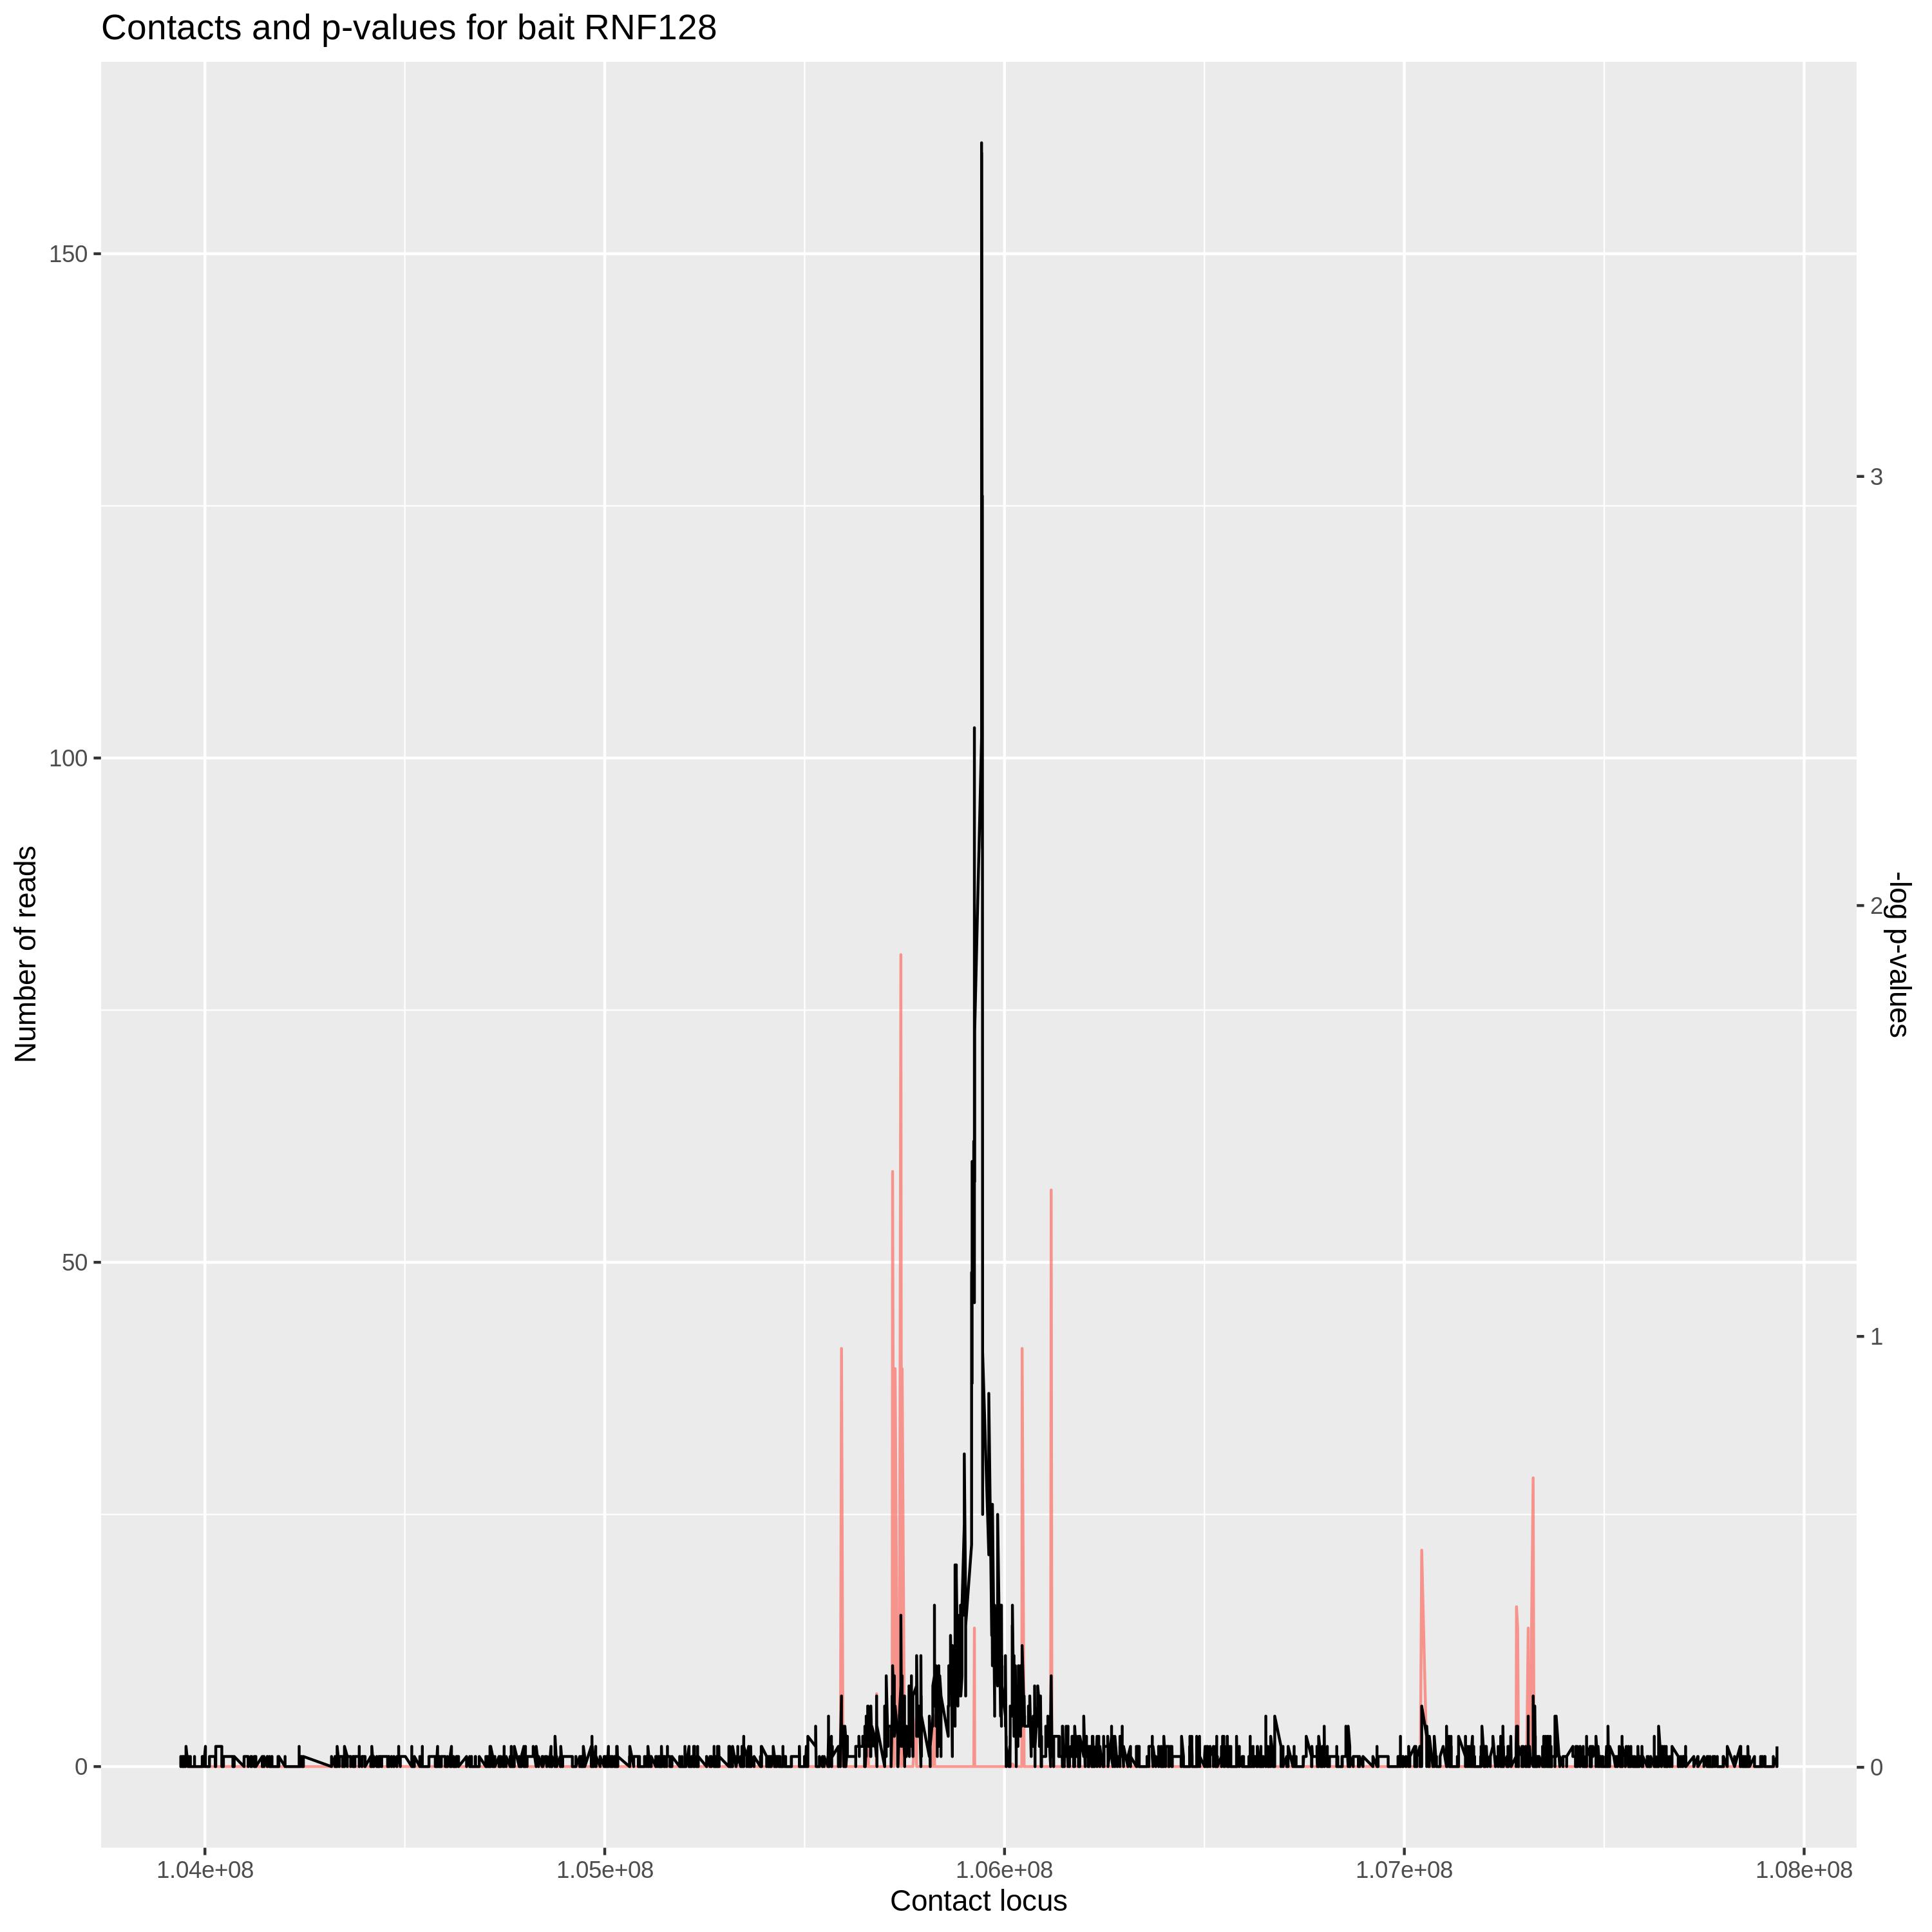 Contacts and p-values for bait RNF128
150
100
50
0
Number of reads
3
2
1
0
-log p-values
1.04e+08
1.05e+08
1.06e+08
1.07e+08
1.08e+08
Contact locus